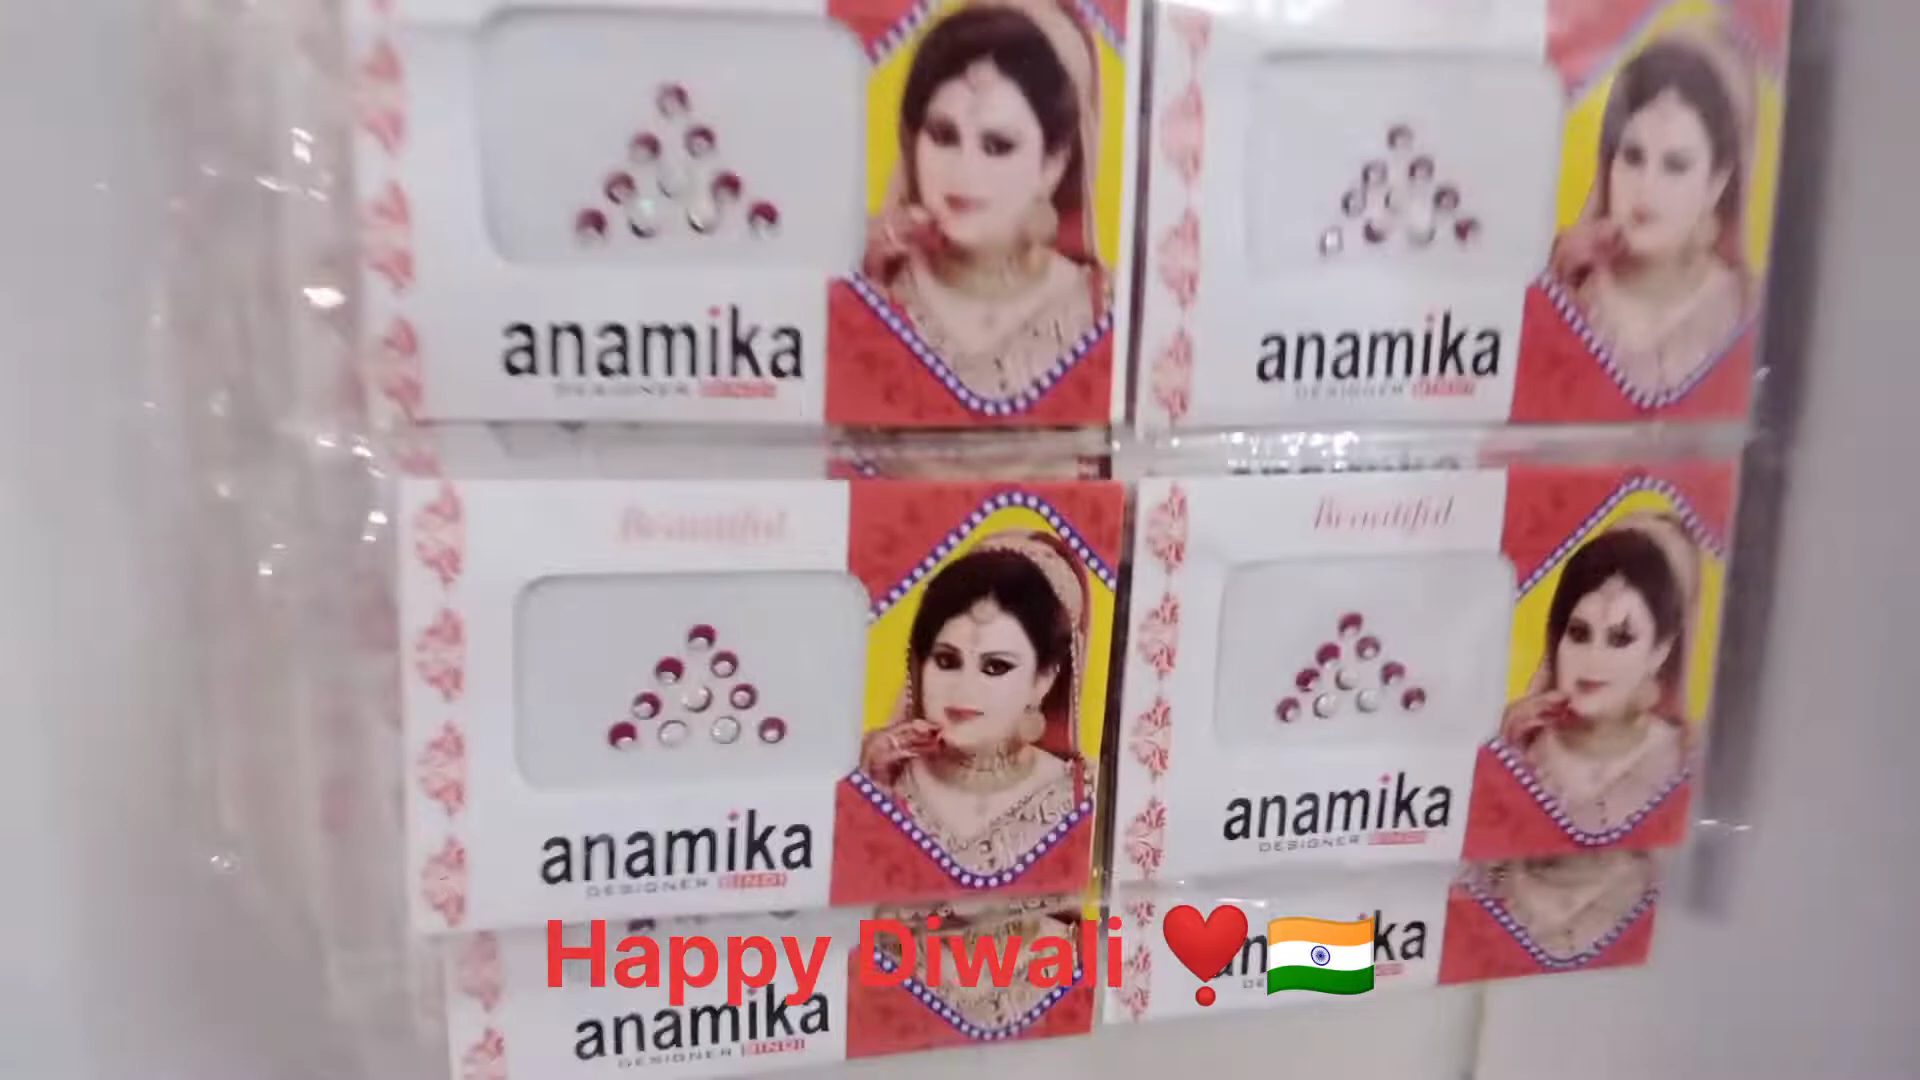 anamika
DESIGNER BINDI
anamika
DESIGNER BINDI
Beautiful
Beautiful
anamika
DESIGNER BINDI
anamika
DESIGNER BINDI
Happy Diwali ❣️🇮🇳
anamika
DESIGNER BINDI